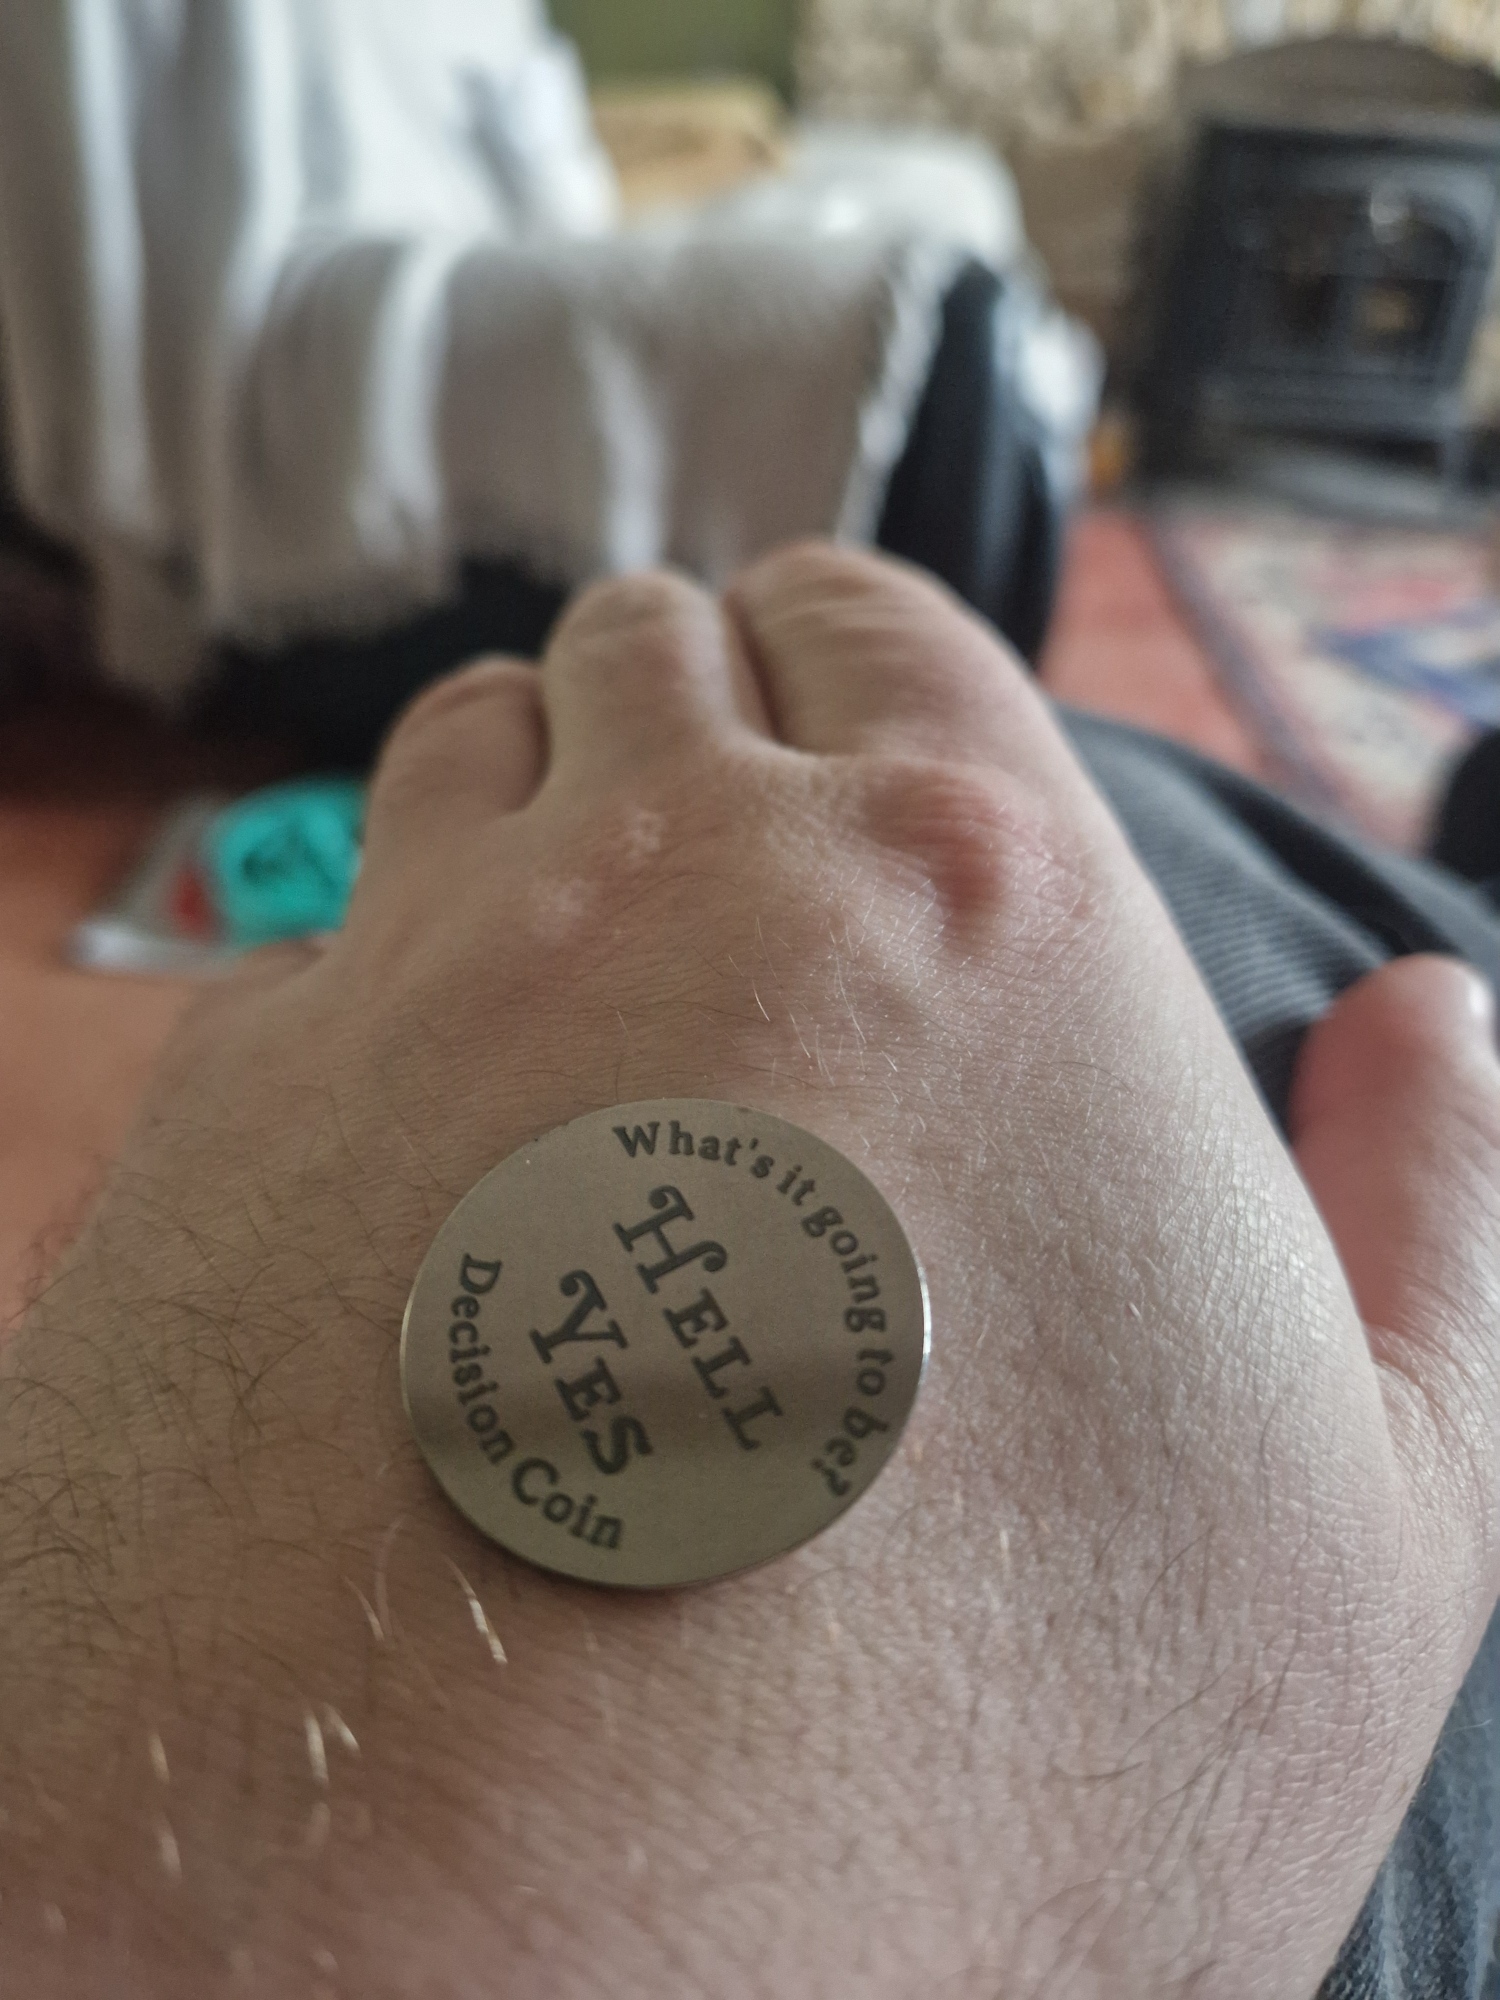 What's it going to be?
HELL
YES
Decision Coin